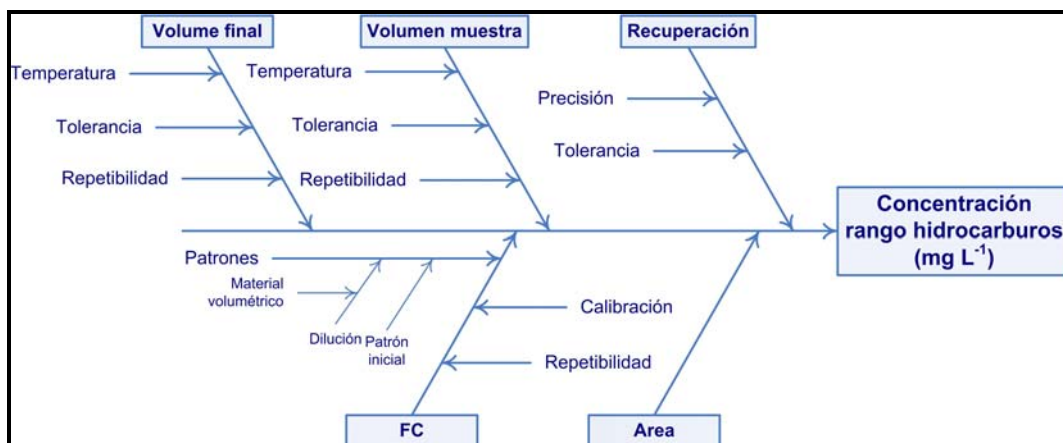 Volume final
Volumen muestra
Recuperación
Temperatura
Tolerancia
Repetibilidad
Temperatura
Tolerancia
Repetibilidad
Precisión
Tolerancia
Concentración
rango hidrocarburos
(mg L⁻¹)
Patrones
Material
volumétrico
Dilución
Patrón
inicial
Calibración
Repetibilidad
FC
Area